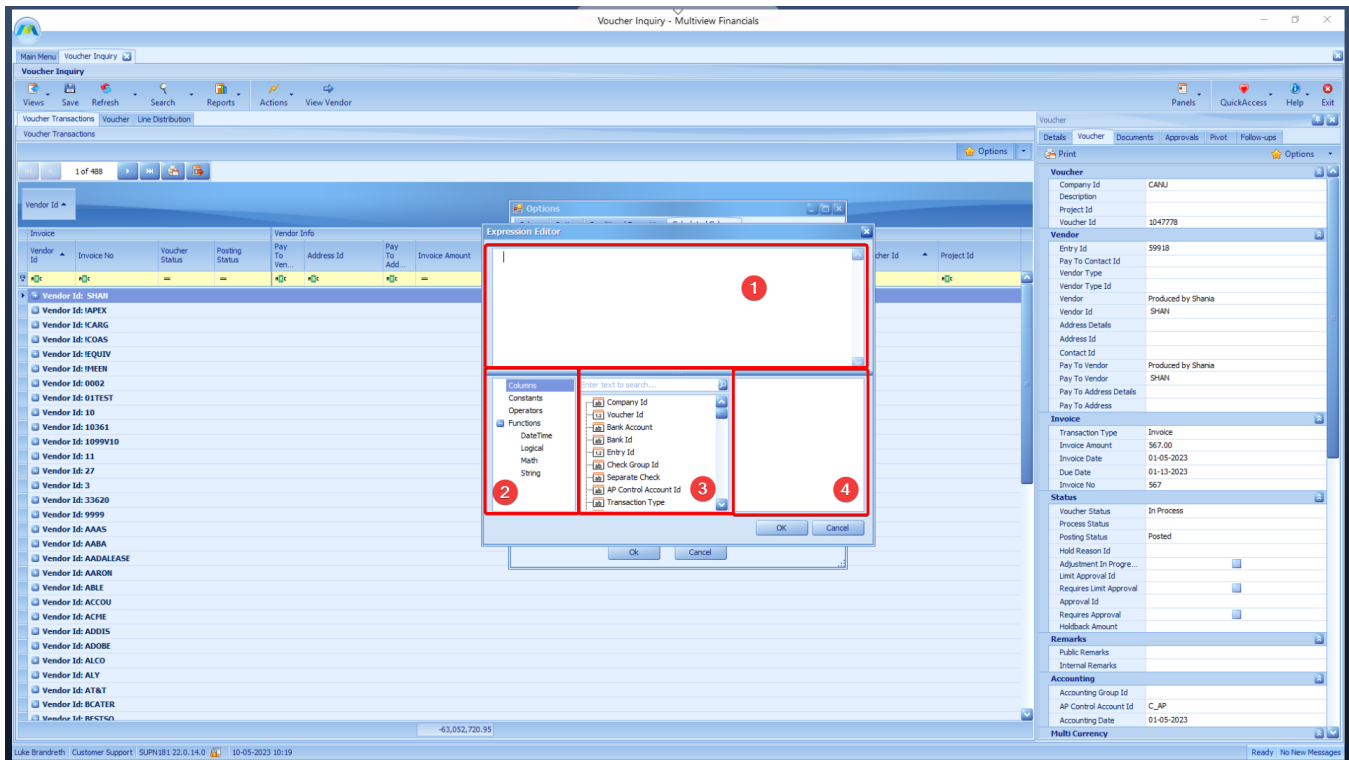 Voucher Inquiry - Multiview Financials
Main Menu Voucher Inquiry
Voucher Inquiry
Views Save Refresh Search Reports Actions View Vendor Panels QuickAccess Help Exit
Voucher Transactions Voucher Line Distribution
Voucher Transactions
Options
1 of 488
Vendor Id
Invoice Vendor Info
Vendor Id Invoice No Voucher Status Posting Status Pay To Ven... Address Id Pay To Add... Invoice Amount cher Id Project Id
= = =
Vendor Id: SHAN
Vendor Id: !APEX
Vendor Id: !CARG
Vendor Id: !COAS
Vendor Id: !EQUIV
Vendor Id: !MEEN
Vendor Id: 0002
Vendor Id: 01TEST
Vendor Id: 10
Vendor Id: 10361
Vendor Id: 1099V10
Vendor Id: 11
Vendor Id: 27
Vendor Id: 3
Vendor Id: 33620
Vendor Id: 9999
Vendor Id: AAAS
Vendor Id: AABA
Vendor Id: AADALEASE
Vendor Id: AARON
Vendor Id: ABLE
Vendor Id: ACCOU
Vendor Id: ACME
Vendor Id: ADDIS
Vendor Id: ADOBE
Vendor Id: ALCO
Vendor Id: ALY
Vendor Id: AT&T
Vendor Id: BCATER
Vendor Id: BESTSO
-63,052,720.95
Options
Expression Editor
1
Columns
Constants
Operators
Functions
DateTime
Logical
Math
String
2
Enter text to search...
Company Id
Voucher Id
Bank Account
Bank Id
Entry Id
Check Group Id
Separate Check
AP Control Account Id
Transaction Type
3
4
OK Cancel
Ok Cancel
Voucher
Details Voucher Documents Approvals Pivot Follow-ups
Print Options
Voucher
Company Id CANU
Description
Project Id
Voucher Id 1047778
Vendor
Entry Id 59918
Pay To Contact Id
Vendor Type
Vendor Type Id
Vendor Produced by Shania
Vendor Id SHAN
Address Details
Address Id
Contact Id
Pay To Vendor Produced by Shania
Pay To Vendor SHAN
Pay To Address Details
Pay To Address
Invoice
Transaction Type Invoice
Invoice Amount 567.00
Invoice Date 01-05-2023
Due Date 01-13-2023
Invoice No 567
Status
Voucher Status In Process
Process Status
Posting Status Posted
Hold Reason Id
Adjustment In Progre...
Limit Approval Id
Requires Limit Approval
Approval Id
Requires Approval
Holdback Amount
Remarks
Public Remarks
Internal Remarks
Accounting
Accounting Group Id
AP Control Account Id C_AP
Accounting Date 01-05-2023
Multi Currency
Luke Brandreth Customer Support SUPN181 22.0.14.0 10-05-2023 10:19 Ready No New Messages